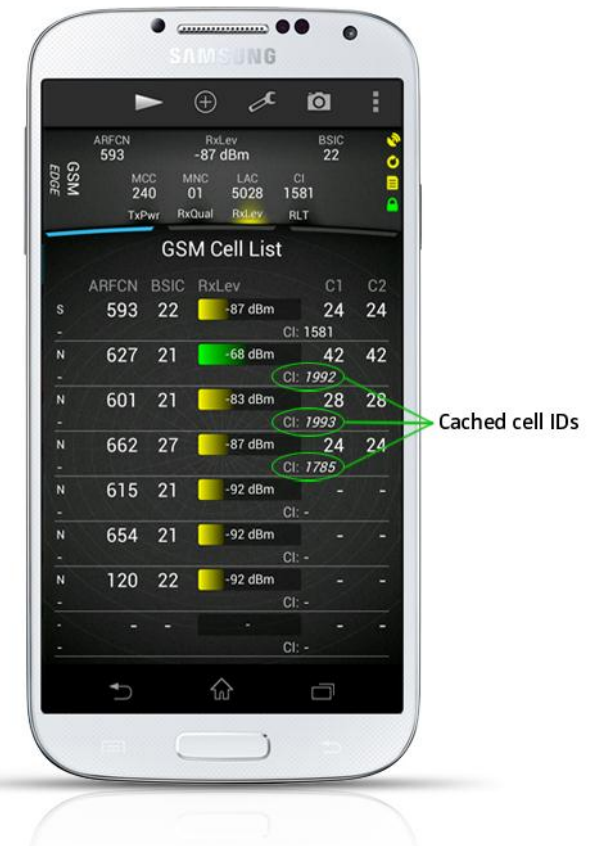 SAMSUNG
ARFCN RxLev BSIC
593 -87 dBm 22
GSM
EDGE
MCC MNC LAC CI
240 01 5028 1581
TxPwr RxQual RxLev RLT
GSM Cell List
ARFCN BSIC RxLev C1 C2
S 593 22 -87 dBm 24 24
- CI: 1581
N 627 21 -68 dBm 42 42
- CI: 1992
N 601 21 -83 dBm 28 28
- CI: 1993
Cached cell IDs
N 662 27 -87 dBm 24 24
- CI: 1785
N 615 21 -92 dBm - -
- CI: -
N 654 21 -92 dBm - -
- CI: -
N 120 22 -92 dBm - -
- CI: -
- - - - - -
- CI: -